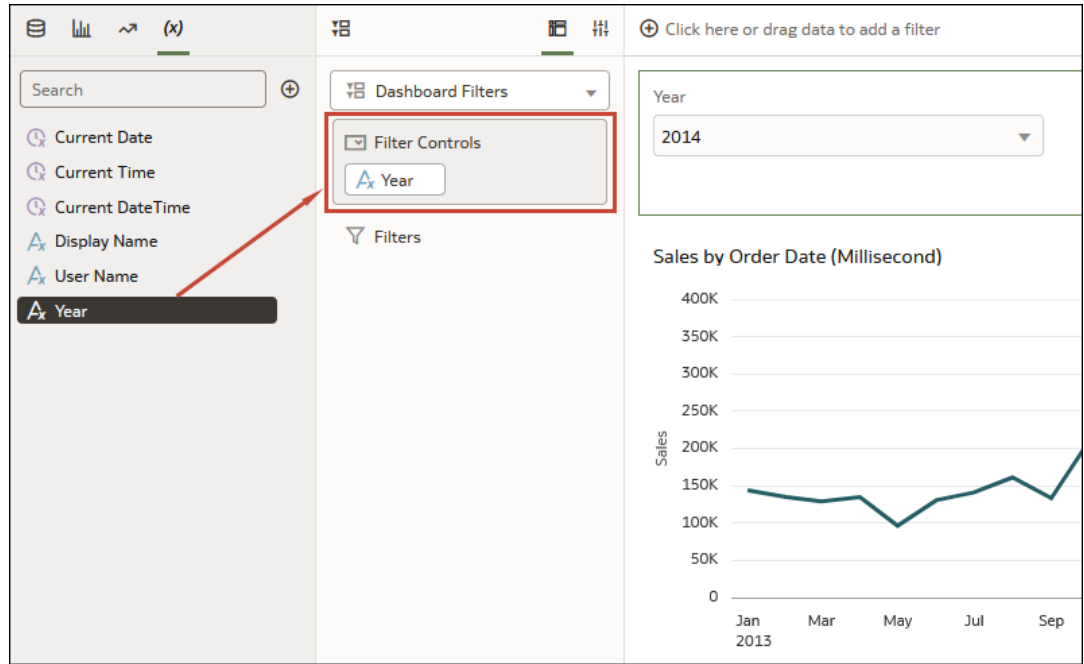 (x)
Click here or drag data to add a filter
Search
Current Date
Current Time
Current DateTime
Display Name
User Name
Year
Dashboard Filters
Filter Controls
Year
Filters
Year
2014
Sales by Order Date (Millisecond)
400K
350K
300K
250K
200K
150K
100K
50K
0
Sales
Jan Mar May Jul Sep
2013